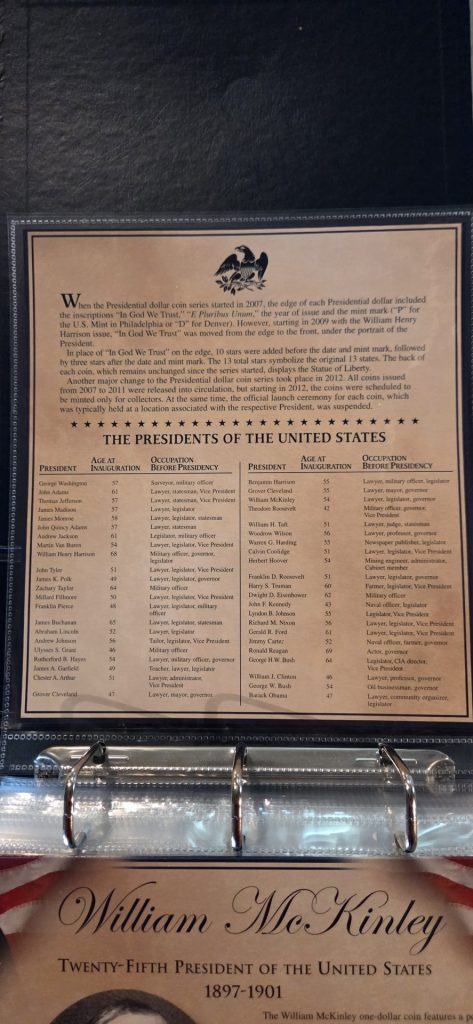 When the Presidential dollar coin series started in 2007, the edge of each Presidential dollar included
the inscriptions “In God We Trust,” “E Pluribus Unum,” the year of issue and the mint mark (“P” for
the U.S. Mint in Philadelphia or “D” for Denver). However, starting in 2009 with the William Henry
Harrison issue, “In God We Trust” was moved from the edge to the front, under the portrait of the
President.
In place of “In God We Trust” on the edge, 10 stars were added before the date and mint mark, followed
by three stars after the date and mint mark. The 13 total stars symbolize the original 13 states. The back of
each coin, which remains unchanged since the series started, displays the Statue of Liberty.
Another major change to the Presidential dollar coin series took place in 2012. All coins issued
from 2007 to 2011 were released into circulation, but starting in 2012, the coins were scheduled to
be minted only for collectors. At the same time, the official launch ceremony for each coin, which
was typically held at a location associated with the respective President, was suspended.
THE PRESIDENTS OF THE UNITED STATES
PRESIDENT AGE AT INAUGURATION OCCUPATION BEFORE PRESIDENCY
George Washington 57 Surveyor, military officer
John Adams 61 Lawyer, statesman, Vice President
Thomas Jefferson 57 Lawyer, statesman, Vice President
James Madison 57 Lawyer, legislator
James Monroe 58 Lawyer, legislator, statesman
John Quincy Adams 57 Lawyer, statesman
Andrew Jackson 61 Legislator, military officer
Martin Van Buren 54 Lawyer, legislator, Vice President
William Henry Harrison 68 Military officer, governor,
legislator
John Tyler 51 Lawyer, legislator, Vice President
James K. Polk 49 Lawyer, legislator, governor
Zachary Taylor 64 Military officer
Millard Fillmore 50 Lawyer, legislator, Vice President
Franklin Pierce 48 Lawyer, legislator, military
officer
James Buchanan 65 Lawyer, legislator, statesman
Abraham Lincoln 52 Lawyer, legislator
Andrew Johnson 56 Tailor, legislator, Vice President
Ulysses S. Grant 46 Military officer
Rutherford B. Hayes 54 Lawyer, military officer, governor
James A. Garfield 49 Teacher, lawyer, legislator
Chester A. Arthur 51 Lawyer, administrator,
Vice President
Grover Cleveland 47 Lawyer, mayor, governor
PRESIDENT AGE AT INAUGURATION OCCUPATION BEFORE PRESIDENCY
Benjamin Harrison 55 Lawyer, military officer, legislator
Grover Cleveland 55 Lawyer, mayor, governor
William McKinley 54 Lawyer, legislator, governor
Theodore Roosevelt 42 Military officer, governor,
Vice President
William H. Taft 51 Lawyer, judge, statesman
Woodrow Wilson 56 Lawyer, professor, governor
Warren G. Harding 55 Newspaper publisher, legislator
Calvin Coolidge 51 Lawyer, legislator, Vice President
Herbert Hoover 54 Mining engineer, administrator,
Cabinet member
Franklin D. Roosevelt 51 Lawyer, legislator, governor
Harry S. Truman 60 Farmer, legislator, Vice President
Dwight D. Eisenhower 62 Military officer
John F. Kennedy 43 Naval officer, legislator
Lyndon B. Johnson 55 Legislator, Vice President
Richard M. Nixon 56 Lawyer, legislator, Vice President
Gerald R. Ford 61 Lawyer, legislator, Vice President
Jimmy Carter 52 Naval officer, farmer, governor
Ronald Reagan 69 Actor, governor
George H.W. Bush 64 Legislator, CIA director,
Vice President
William J. Clinton 46 Lawyer, professor, governor
George W. Bush 54 Oil businessman, governor
Barack Obama 47 Lawyer, community organizer,
legislator
William McKinley
TWENTY-FIFTH PRESIDENT OF THE UNITED STATES
1897-1901
The William McKinley one-dollar coin features a